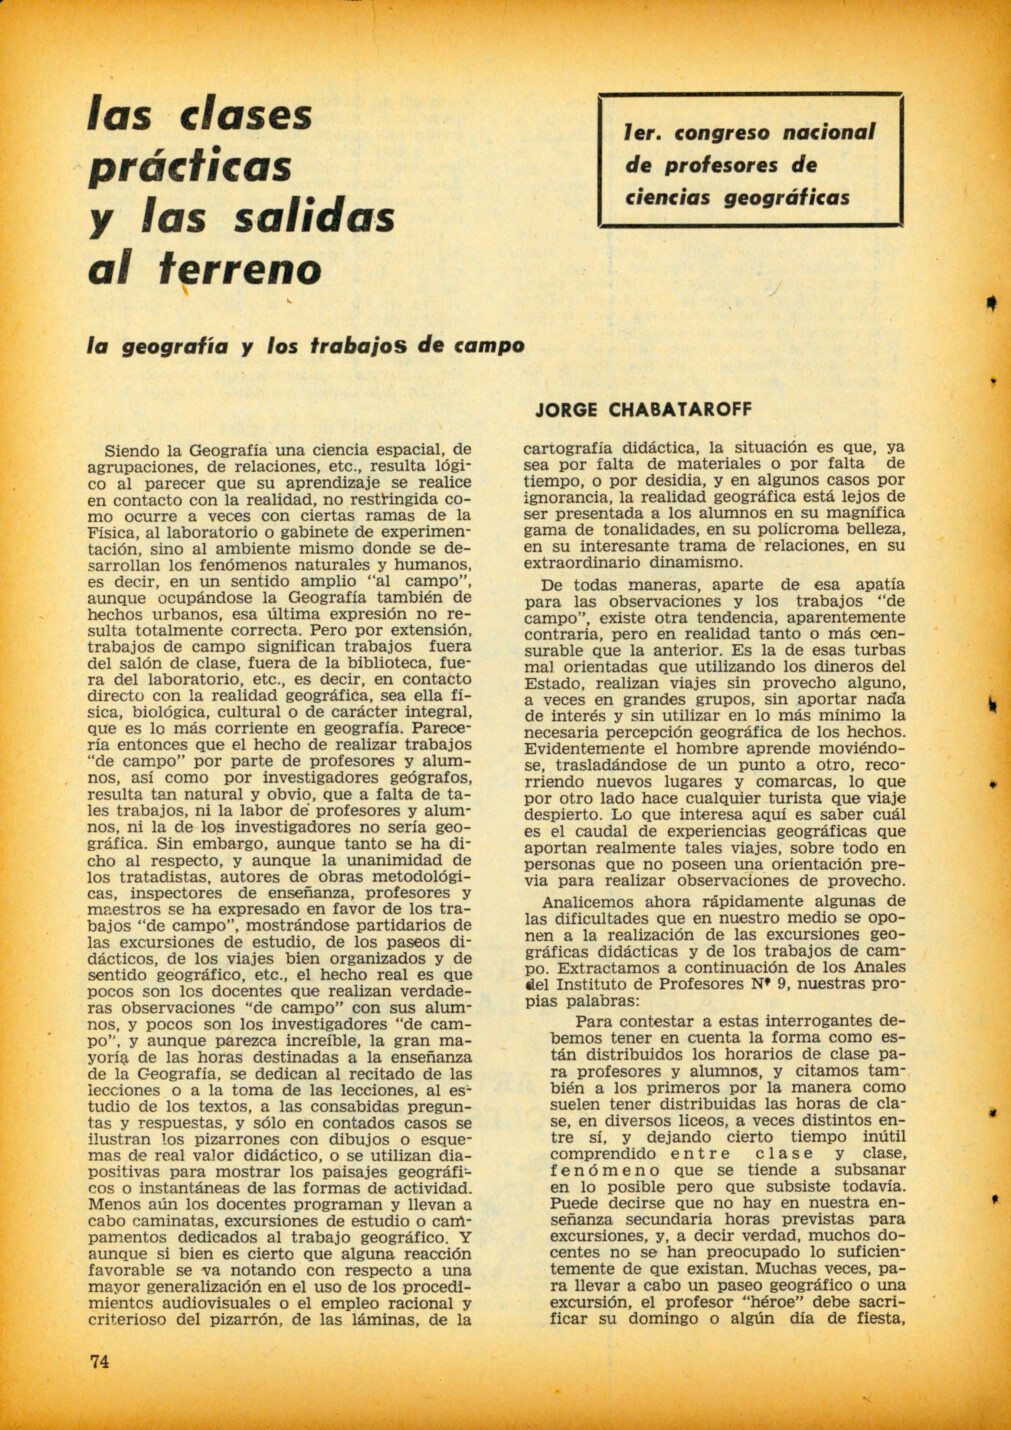 las clases
prácticas
y las salidas
al terreno
1er. congreso nacional
de profesores de
ciencias geográficas
la geografía y los trabajos de campo
JORGE CHABATAROFF
Siendo la Geografía una ciencia espacial, de
agrupaciones, de relaciones, etc., resulta lógi-
co al parecer que su aprendizaje se realice
en contacto con la realidad, no restringida co-
mo ocurre a veces con ciertas ramas de la
Física, al laboratorio o gabinete de experimen-
tación, sino al ambiente mismo donde se de-
sarrollan los fenómenos naturales y humanos,
es decir, en un sentido amplio "al campo",
aunque ocupándose la Geografía también de
hechos urbanos, esa última expresión no re-
sulta totalmente correcta. Pero por extensión,
trabajos de campo significan trabajos fuera
del salón de clase, fuera de la biblioteca, fue-
ra del laboratorio, etc., es decir, en contacto
directo con la realidad geográfica, sea ella fí-
sica, biológica, cultural o de carácter integral,
que es lo más corriente en geografía. Parece-
ría entonces que el hecho de realizar trabajos
"de campo" por parte de profesores y alum-
nos, así como por investigadores geógrafos,
resulta tan natural y obvio, que a falta de ta-
les trabajos, ni la labor de profesores y alum-
nos, ni la de los investigadores no sería geo-
gráfica. Sin embargo, aunque tanto se ha di-
cho al respecto, y aunque la unanimidad de
los tratadistas, autores de obras metodológi-
cas, inspectores de enseñanza, profesores y
maestros se ha expresado en favor de los tra-
bajos "de campo", mostrándose partidarios de
las excursiones de estudio, de los paseos di-
dácticos, de los viajes bien organizados y de
sentido geográfico, etc., el hecho real es que
pocos son los docentes que realizan verdade-
ras observaciones "de campo" con sus alum-
nos, y pocos son los investigadores "de cam-
po", y aunque parezca increíble, la gran ma-
yoría de las horas destinadas a la enseñanza
de la Geografía, se dedican al recitado de las
lecciones o a la toma de las lecciones, al es-
tudio de los textos, a las consabidas pregun-
tas y respuestas, y sólo en contados casos se
ilustran los pizarrones con dibujos o esque-
mas de real valor didáctico, o se utilizan dia-
positivas para mostrar los paisajes geográfi-
cos o instantáneas de las formas de actividad.
Menos aún los docentes programan y llevan a
cabo caminatas, excursiones de estudio o cam-
pamentos dedicados al trabajo geográfico. Y
aunque si bien es cierto que alguna reacción
favorable se va notando con respecto a una
mayor generalización en el uso de los procedi-
mientos audiovisuales o el empleo racional y
criterioso del pizarrón, de las láminas, de la
cartografía didáctica, la situación es que, ya
sea por falta de materiales o por falta de
tiempo, o por desidia, y en algunos casos por
ignorancia, la realidad geográfica está lejos de
ser presentada a los alumnos en su magnífica
gama de tonalidades, en su polícroma belleza,
en su interesante trama de relaciones, en su
extraordinario dinamismo.
De todas maneras, aparte de esa apatía
para las observaciones y los trabajos "de
campo", existe otra tendencia, aparentemente
contraria, pero en realidad tanto o más cen-
surable que la anterior. Es la de esas turbas
mal orientadas que utilizando los dineros del
Estado, realizan viajes sin provecho alguno,
a veces en grandes grupos, sin aportar nada
de interés y sin utilizar en lo más mínimo la
necesaria percepción geográfica de los hechos.
Evidentemente el hombre aprende moviéndo-
se, trasladándose de un punto a otro, reco-
rriendo nuevos lugares y comarcas, lo que
por otro lado hace cualquier turista que viaje
despierto. Lo que interesa aquí es saber cuál
es el caudal de experiencias geográficas que
aportan realmente tales viajes, sobre todo en
personas que no poseen una orientación pre-
via para realizar observaciones de provecho.
Analicemos ahora rápidamente algunas de
las dificultades que en nuestro medio se opo-
nen a la realización de las excursiones geo-
gráficas didácticas y de los trabajos de cam-
po. Extractamos a continuación de los Anales
del Instituto de Profesores Nº 9, nuestras pro-
pias palabras:
Para contestar a estas interrogantes de-
bemos tener en cuenta la forma como es-
tán distribuidos los horarios de clase pa-
ra profesores y alumnos, y citamos tam-
bién a los primeros por la manera como
suelen tener distribuidas las horas de cla-
se, en diversos liceos, a veces distintos en-
tre sí, y dejando cierto tiempo inútil
comprendido entre clase y clase,
fenómeno que se tiende a subsanar
en lo posible pero que subsiste todavía.
Puede decirse que no hay en nuestra en-
señanza secundaria horas previstas para
excursiones, y, a decir verdad, muchos do-
centes no se han preocupado lo suficien-
temente de que existan. Muchas veces, pa-
ra llevar a cabo un paseo geográfico o una
excursión, el profesor "héroe" debe sacri-
ficar su domingo o algún día de fiesta,
74